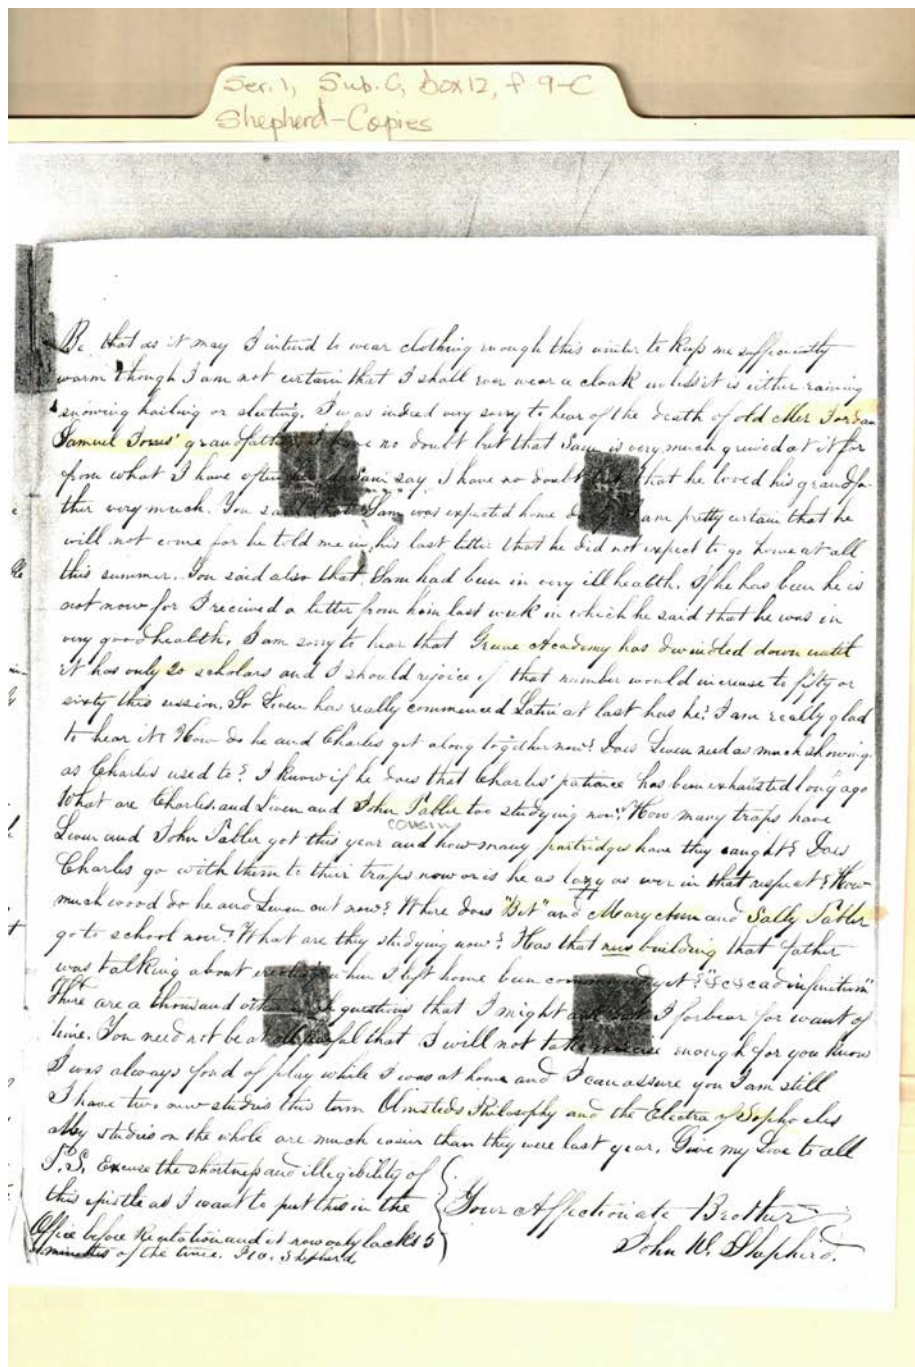 Ser. 1, Sub. C, box 12, f 9-C
Shepherd-Copies
Be that as it may I intend to wear clothing enough this winter to keep me sufficiently
warm though I am not certain that I shall ever wear a cloak unless it is either raining
snowing hailing or sleeting. I was indeed very sorry to hear of the death of old Mr Jordan
Samuel grandfather. I have no doubt but that Sam is very much grieved at it for
from what I have often Sam say I have no doubt but that he loved his grandfa-
ther very much. You said that Sam was expected home I am pretty certain that he
will not come for he told me in his last letter that he did not expect to go home at all
this summer. You said also that Sam had been in very ill health. If he has been he is
not now for I received a letter from him last week in which he said that he was in
very good health. I am sorry to hear that Greene Academy has dwindled down until
it has only 20 scholars and I should rejoice if that number would increase to fifty or
sixty this session. So Liven has really commenced Latin at last has he? I am really glad
to hear it? How do he and Charles get along together now? Does Liven need as much showing
as Charles used to? I know if he does that Charles' patience has been exhausted long ago
What are Charles, and Liven and John Pabler too studying now? How many traps have
COUSIN
Liven and John Pabler got this year and how many partridges have they caught? Does
Charles go with them to their traps now or is he as lazy as ever in that respect? How
much wood do he and Liven cut now? Where does "Bet" and Mary Ann and Sally Pabler
go to school now? What are they studying now? Has that new building that father
was talking about erecting when I left home been commenced yet? "&c &c ad infinitum"
There are a thousand other questions that I might ask but I forbear for want of
time. You need not be at all fearful that I will not take exercise enough for you know
I was always fond of play while I was at home and I can assure you I am still
I have two new studies this term Olmsteds Philosophy and the Electra of Sophocles
My studies on the whole are much easier than they were last year. Give my Love to all
P.S. Excuse the shortness and illegibility of
this epistle as I want to put this in the
Office before Recitation and it now only lacks 5
minutes of the time. J. W. Shepherd.
Your Affectionate Brother
John W. Shepherd.